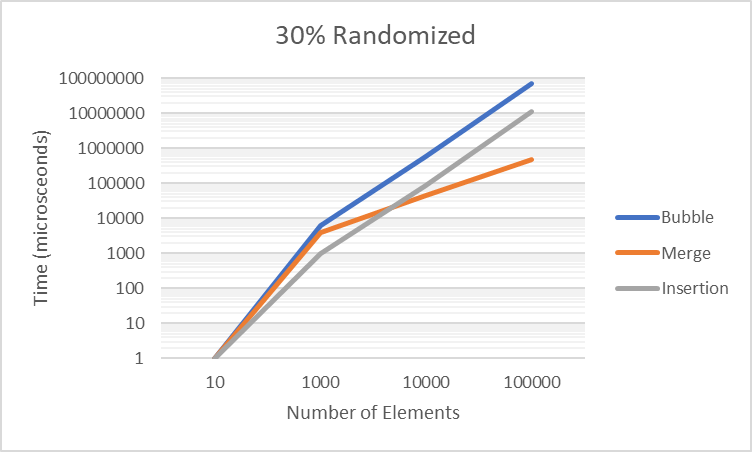 30% Randomized
100000000
10000000
1000000
100000
10000
1000
100
10
1
Time (microsceonds)
10 1000 10000 100000
Number of Elements
Bubble
Merge
Insertion